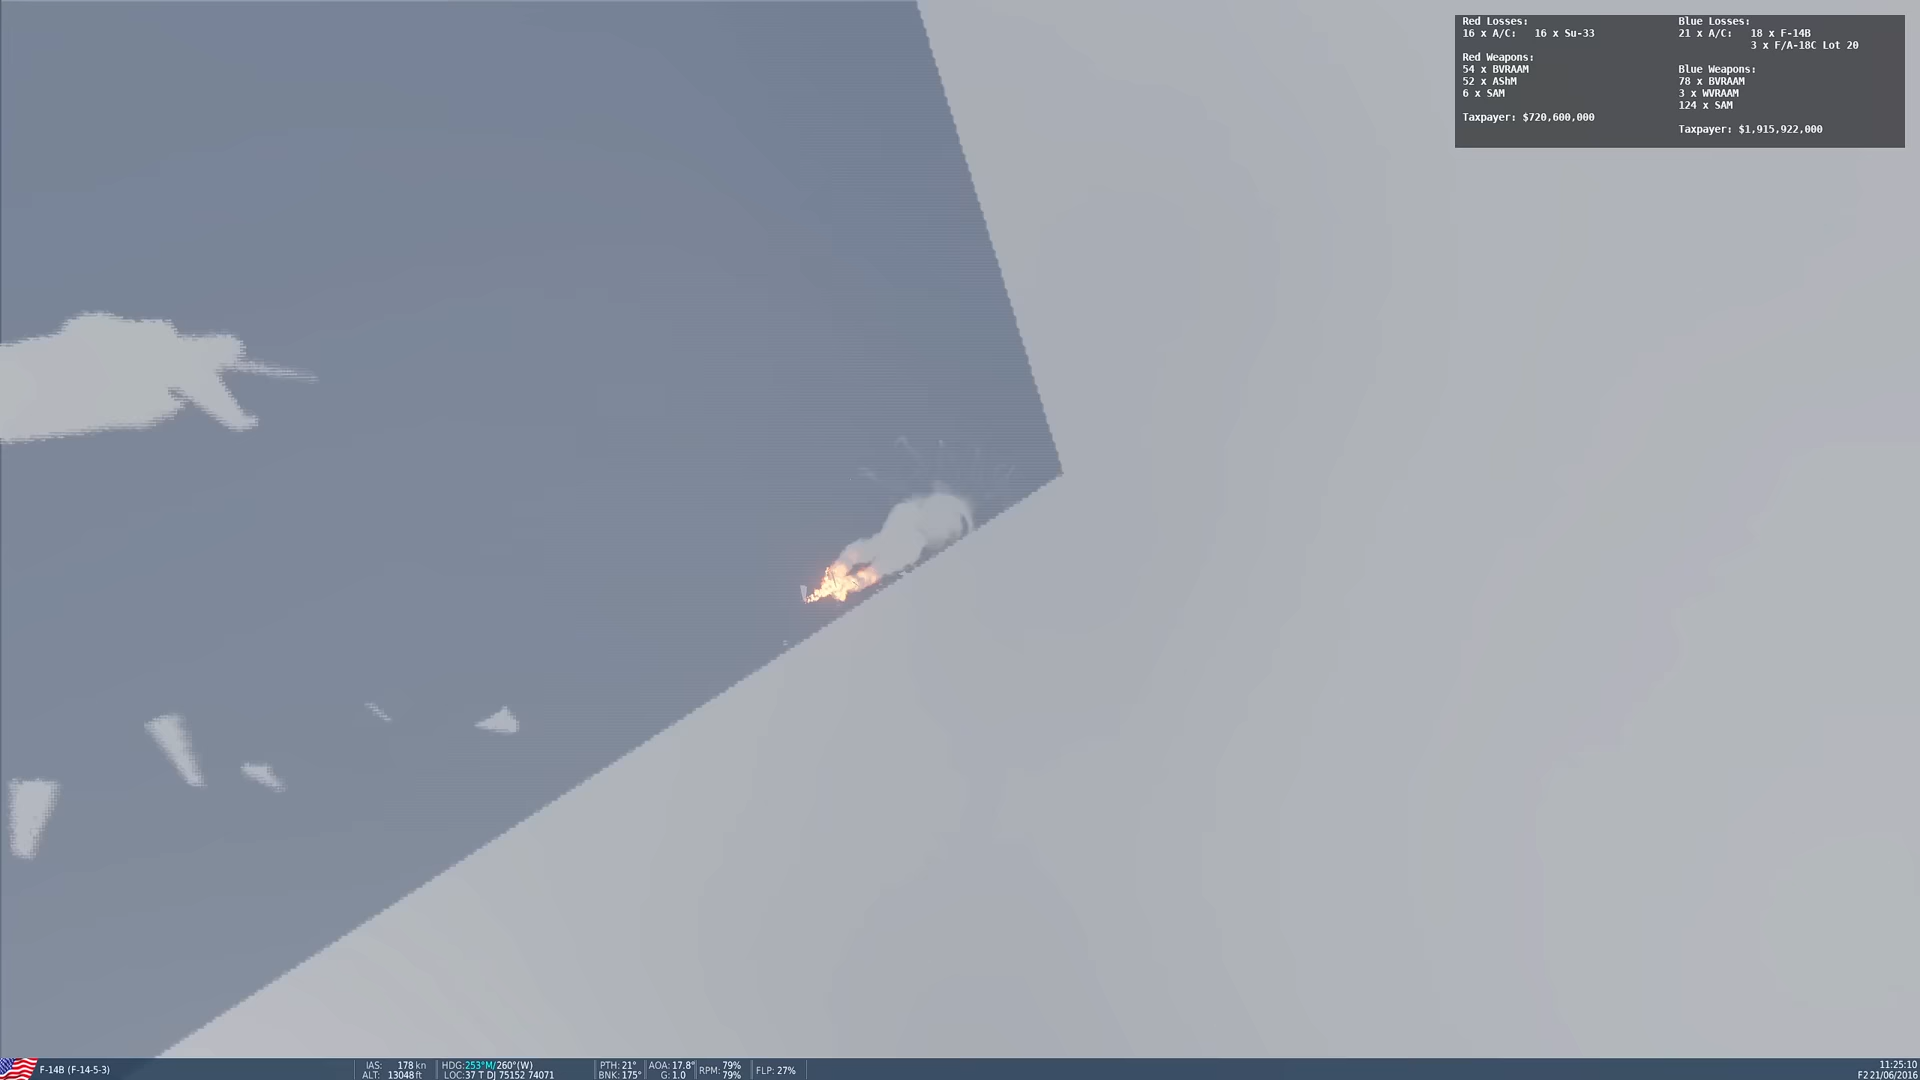 Red Losses:
16 x A/C:   16 x Su-33
Red Weapons:
54 x BVRAAM
52 x AShM
6 x SAM
Taxpayer: $720,600,000
Blue Losses:
21 x A/C:   18 x F-14B
3 x F/A-18C Lot 20
Blue Weapons:
78 x BVRAAM
3 x WVRAAM
124 x SAM
Taxpayer: $1,915,922,000
F-14B (F-14-5-3)
IAS: 178 kn
ALT: 13048 ft
HDG: 253°M/260°(W)
LOC: 37 T DJ 75152 74071
PTH: 21°
BNK: 175°
AOA: 17.8°
G: 1.0
RPM: 79%
79%
FLP: 27%
11:25:10
F2 21/06/2016